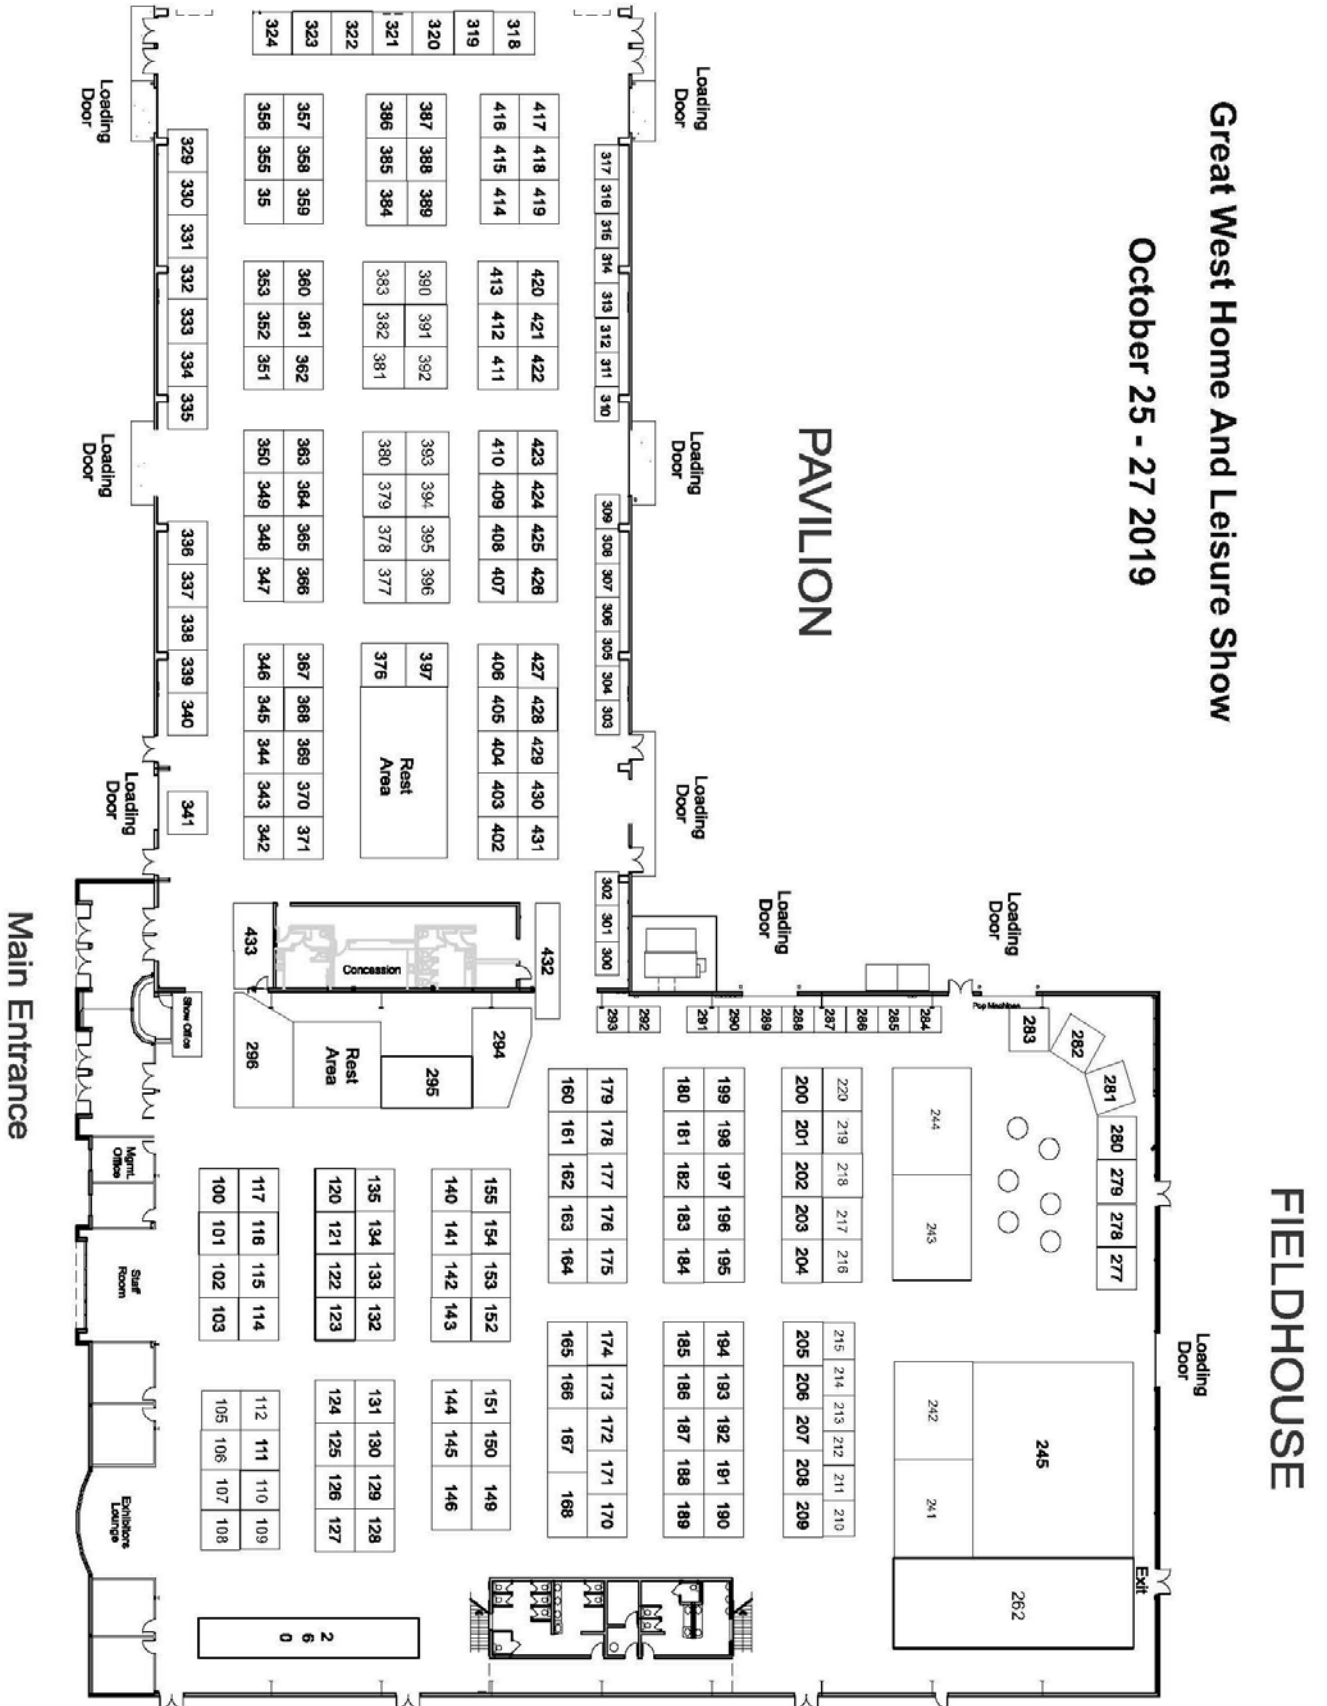 Great West Home And Leisure Show
October 25 - 27 2019
PAVILION
FIELDHOUSE
Main Entrance
Loading
Door
Loading
Door
Loading
Door
Loading
Door
Loading
Door
Loading
Door
Loading
Door
Loading
Door
Loading
Door
324 323 322 321 320 319 318
329 330 331 332 333 334 335
336 337 338 339 340
341
356 357
355 358
35 359
353 360
352 361
351 362
350 363
349 364
348 365
347 366
346 367
345 368
344 369
343 370
342 371
386 387
385 388
384 389
383 390
382 391
381 392
380 393
379 394
378 395
377 396
376 397
Rest
Area
416 417
415 418
414 419
413 420
412 421
411 422
410 423
409 424
408 425
407 426
406 427
405 428
404 429
403 430
402 431
317 316 315 314 313 312 311 310
309 308 307 306 305 304 303
302 301 300
433
Concession
432
Show Office
296
Rest
Area
295
294
293 292 291 290 289 288 287 286 285 284
Pop Machines
283
282
281
280
279
278
277
Mgmt.
Office
Staff
Room
Exhibitors
Lounge
100 117
101 116
102 115
103 114
105 112
106 111
107 110
108 109
120 135
121 134
122 133
123 132
124 131
125 130
126 129
127 128
140 155
141 154
142 153
143 152
144 151
145 150
146 149
160 179
161 178
162 177
163 176
164 175
165 174
166 173
167 172
171
168 170
180 199
181 198
182 197
183 196
184 195
185 194
186 193
187 192
188 191
189 190
200 220
201 219
202 218
203 217
204 216
205 215
206 214
207 213
212
208 211
209 210
244
243
242
241
245
262
Exit
2 6 0